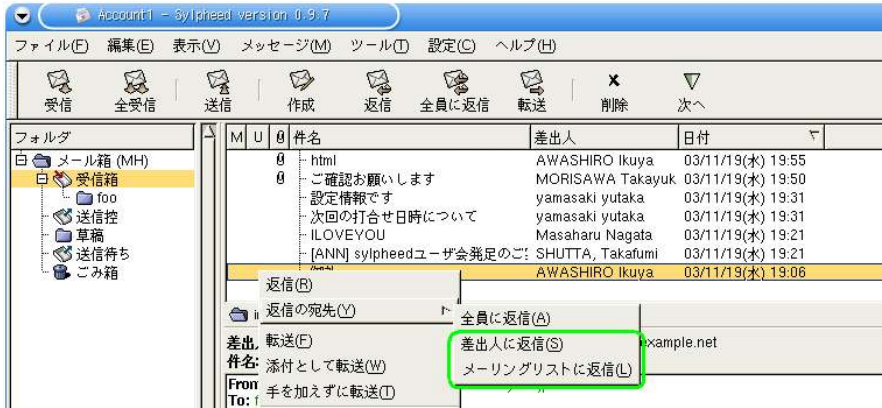 Account1 - Sylpheed version 0.9.7
ファイル(F) 編集(E) 表示(V) メッセージ(M) ツール(T) 設定(C) ヘルプ(H)
受信 全受信 送信 作成 返信 全員に返信 転送 削除 次へ
フォルダ
メール箱 (MH)
受信箱
foo
送信控
草稿
送信待ち
ごみ箱
M U 件名 差出人 日付
html AWASHIRO Ikuya 03/11/19(水) 19:55
ご確認お願いします MORISAWA Takayuk 03/11/19(水) 19:50
設定情報です yamasaki yutaka 03/11/19(水) 19:31
次回の打合せ日時について yamasaki yutaka 03/11/19(水) 19:31
ILOVEYOU Masaharu Nagata 03/11/19(水) 19:21
[ANN] sylpheedユーザ会発足のご SHUTTA, Takafumi 03/11/19(水) 19:21
AWASHIRO Ikuya 03/11/19(水) 19:06
返信(R)
返信の宛先(Y)
転送(F)
添付として転送(W)
手を加えずに転送(T)
全員に返信(A)
差出人に返信(S)
メーリングリストに返信(L)
差出
件名:
example.net
From
To: